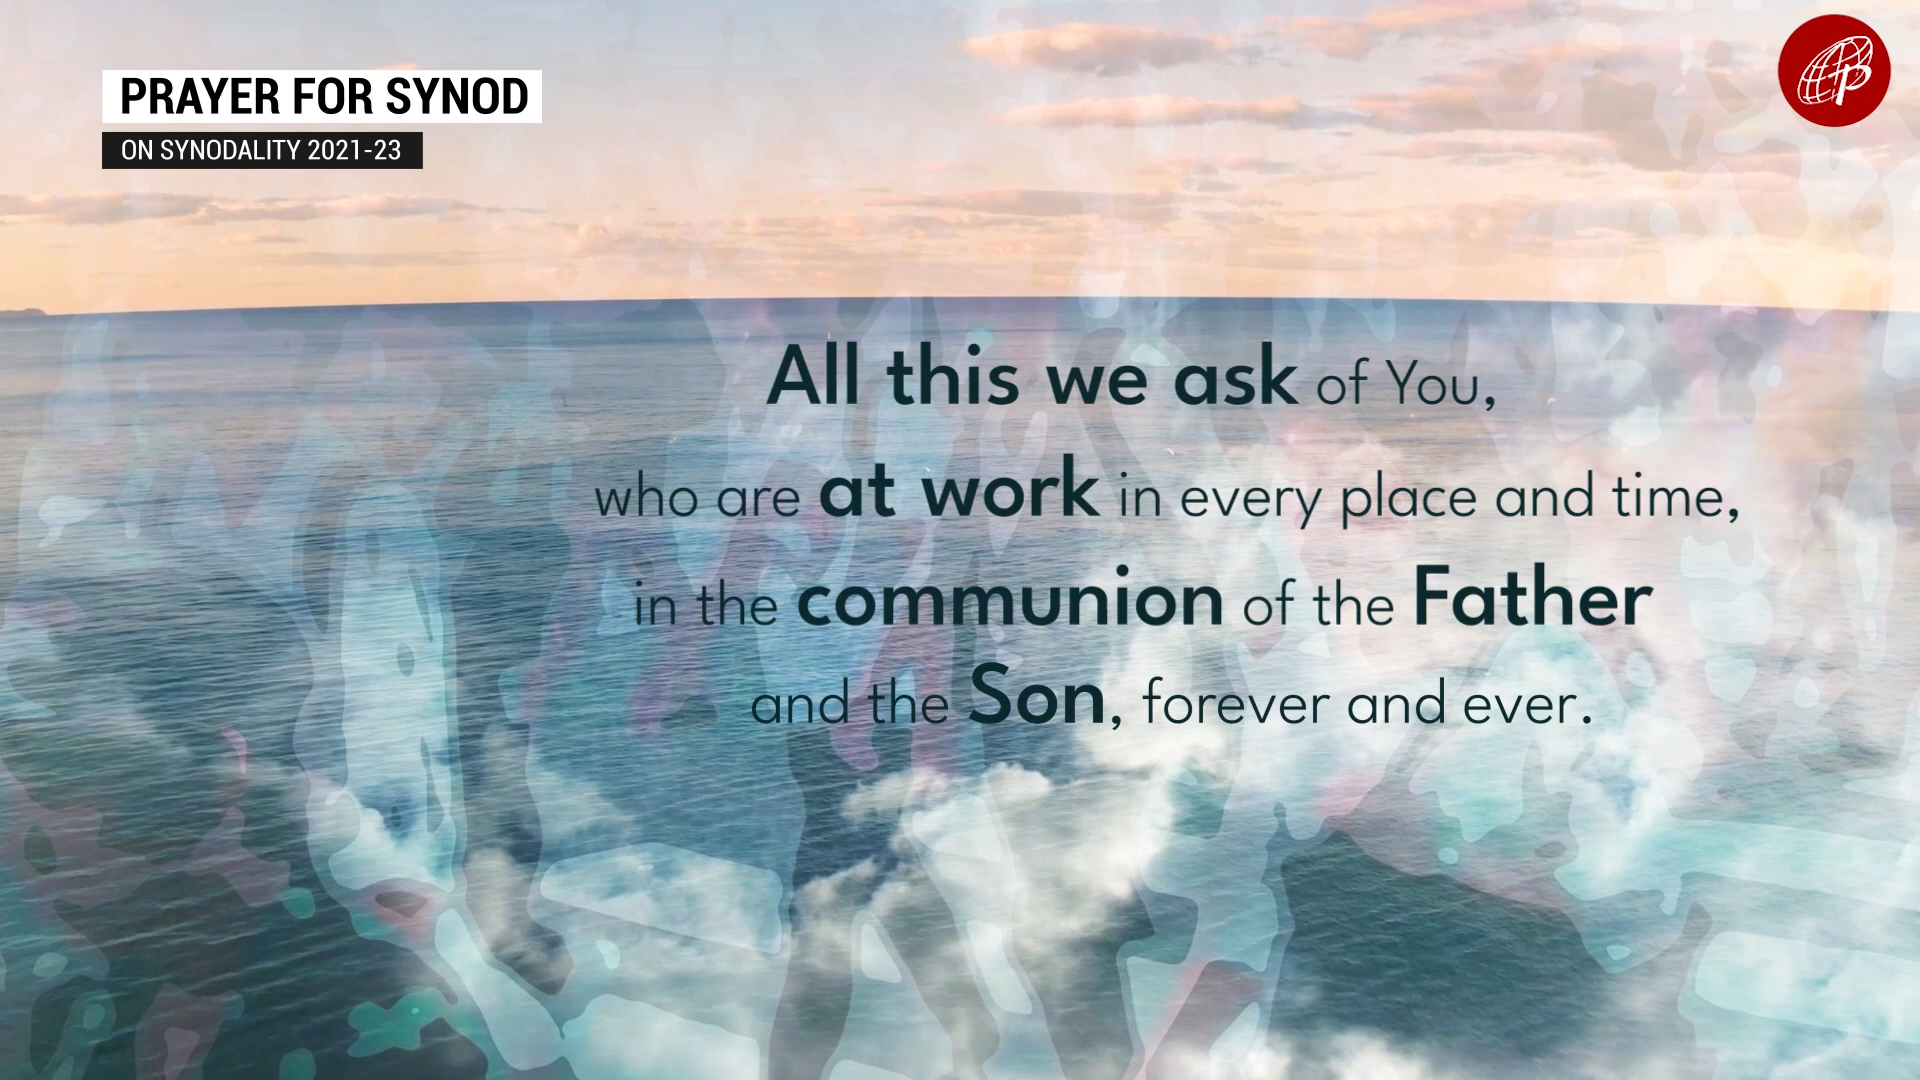 PRAYER FOR SYNOD
ON SYNODALITY 2021-23
All this we ask of You,
who are at work in every place and time,
in the communion of the Father
and the Son, forever and ever.